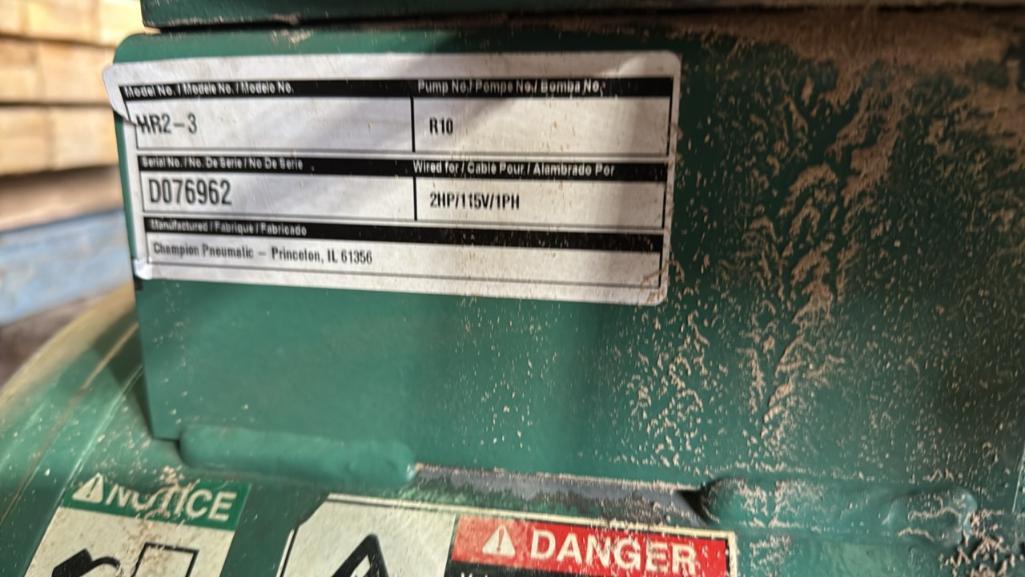 Model No. / Modele No. / Modelo No.
Pump No./ Pompe No./ Bomba No.
HR2-3
R10
Serial No. / No. De Serie / No De Serie
Wired for / Cablé Pour / Alambrado Por
D076962
2HP/115V/1PH
Manufactured / Fabrique / Fabricado
Champion Pneumatic – Princeton, IL 61356
NOTICE
DANGER